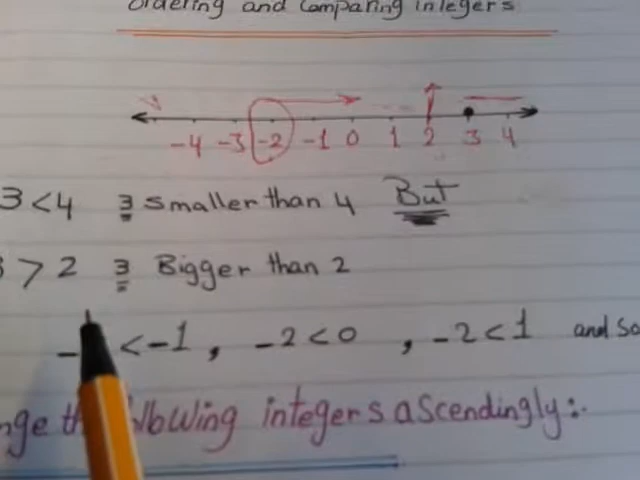 Ordering and Comparing integers
-4 -3 -2 -1 0 1 2 3 4
3 < 4 3 smaller than 4 But
> 2 3 Bigger than 2
< -1 , -2 < 0 , -2 < 1 and so
integers ascendingly:-